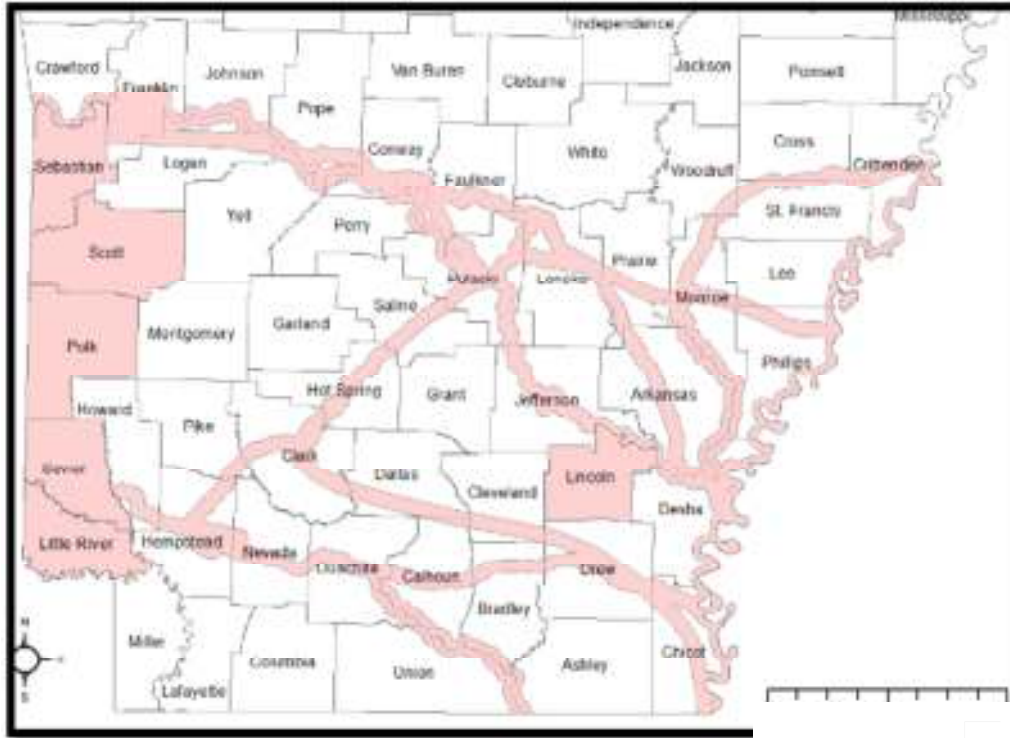 Independence
Mississippi
Crawford
Franklin
Johnson
Van Buren
Cleburne
Jackson
Poinsett
Pope
Conway
White
Cross
Sebastian
Logan
Faulkner
Woodruff
Crittenden
Yell
Perry
St. Francis
Scott
Pulaski
Lonoke
Prairie
Lee
Saline
Monroe
Polk
Montgomery
Garland
Phillips
Hot Spring
Grant
Jefferson
Arkansas
Howard
Pike
Clark
Sevier
Dallas
Cleveland
Lincoln
Desha
Little River
Hempstead
Nevada
Ouachita
Calhoun
Drew
Bradley
N
S
Miller
Columbia
Union
Ashley
Chicot
Lafayette